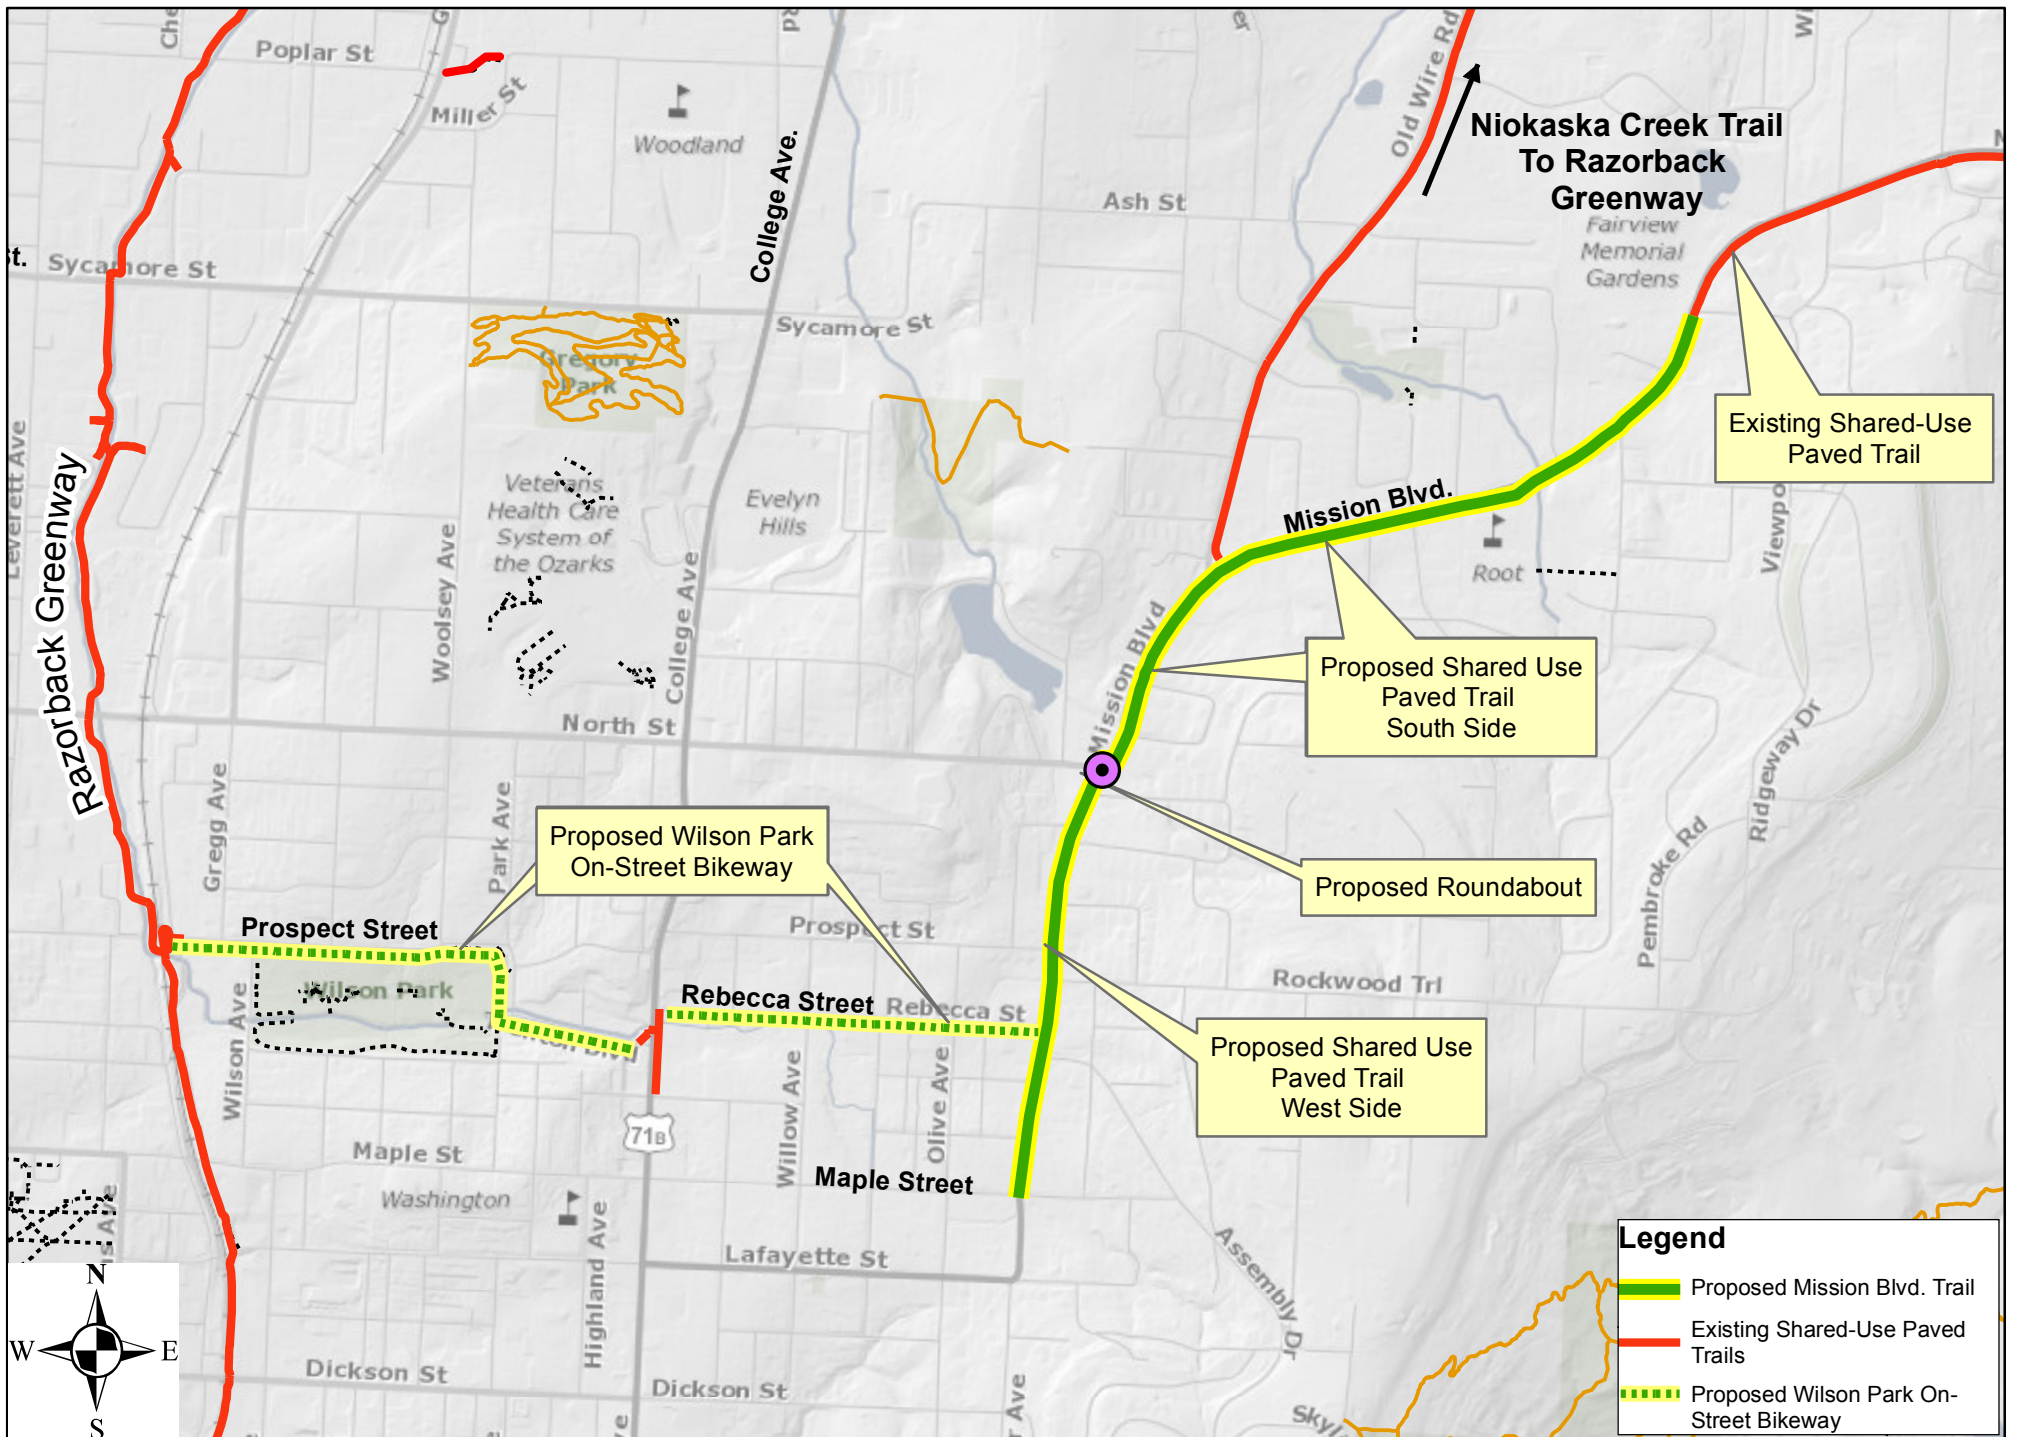 Poplar St
Miller St
Woodland
College Ave.
Old Wire Rd
Niokaska Creek Trail
To Razorback
Greenway
Ash St
Fairview
Memorial
Gardens
St.
Sycamore St
Sycamore St
Gregory
Park
Existing Shared-Use
Paved Trail
Leverett Ave
Razorback Greenway
Veterans
Health Care
System of
the Ozarks
Evelyn
Hills
Woolsey Ave
College Ave
Mission Blvd.
Root
Mission Blvd
Proposed Shared Use
Paved Trail
South Side
North St
Ridgeway Dr
Gregg Ave
Park Ave
Proposed Wilson Park
On-Street Bikeway
Proposed Roundabout
Pembroke Rd
Prospect Street
Prospect St
Rockwood Trl
Wilson Park
Wilson Ave
Rebecca Street
Rebecca St
Proposed Shared Use
Paved Trail
West Side
Willow Ave
Olive Ave
71B
Maple St
Maple Street
Washington
Highland Ave
Lafayette St
Assembly Dr
Dickson St
Dickson St
N
W
E
S
Legend
Proposed Mission Blvd. Trail
Existing Shared-Use Paved
Trails
Proposed Wilson Park On-
Street Bikeway